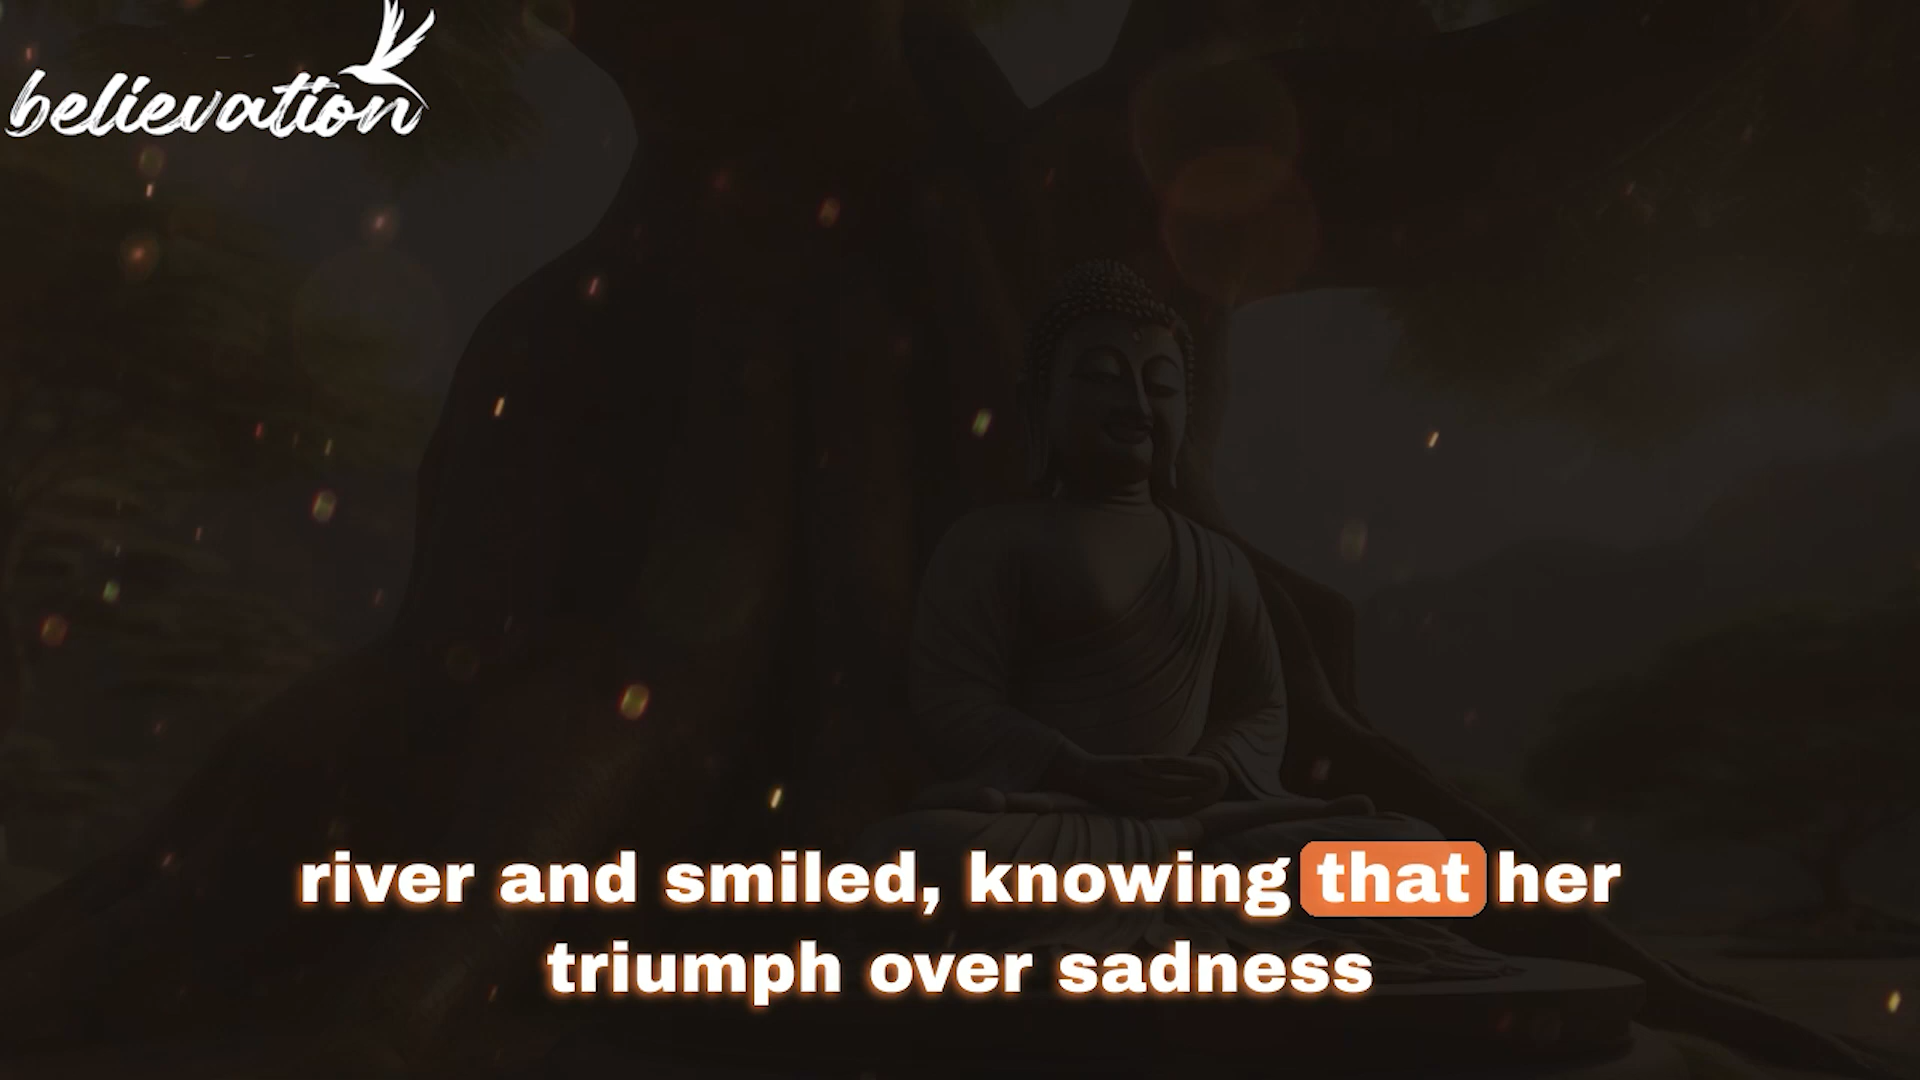 believation
river and smiled, knowing that her
triumph over sadness